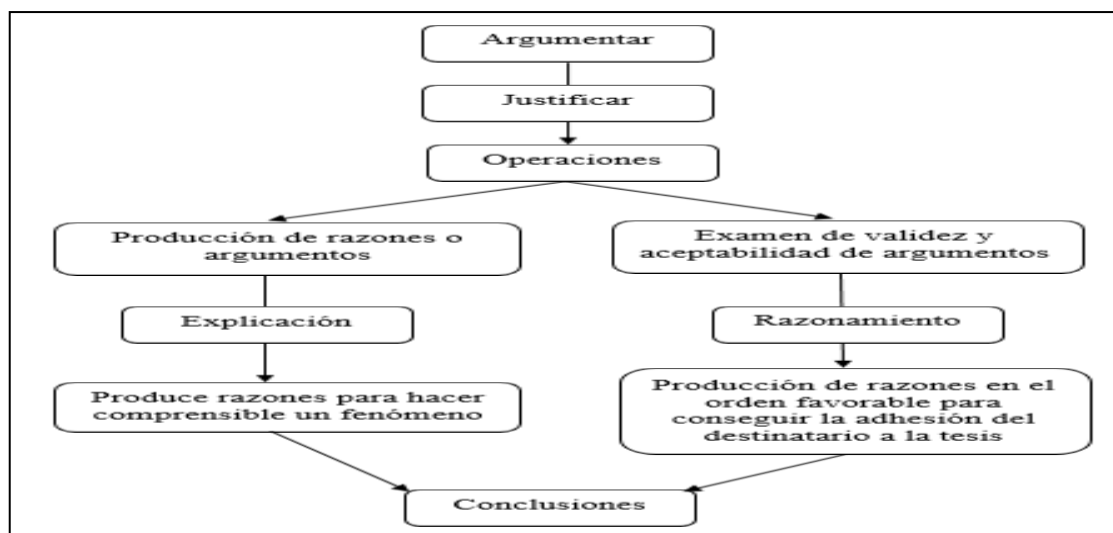 Argumentar
Justificar
Operaciones
Producción de razones o
argumentos
Examen de validez y
aceptabilidad de argumentos
Explicación
Razonamiento
Produce razones para hacer
comprensible un fenómeno
Producción de razones en el
orden favorable para
conseguir la adhesión del
destinatario a la tesis
Conclusiones